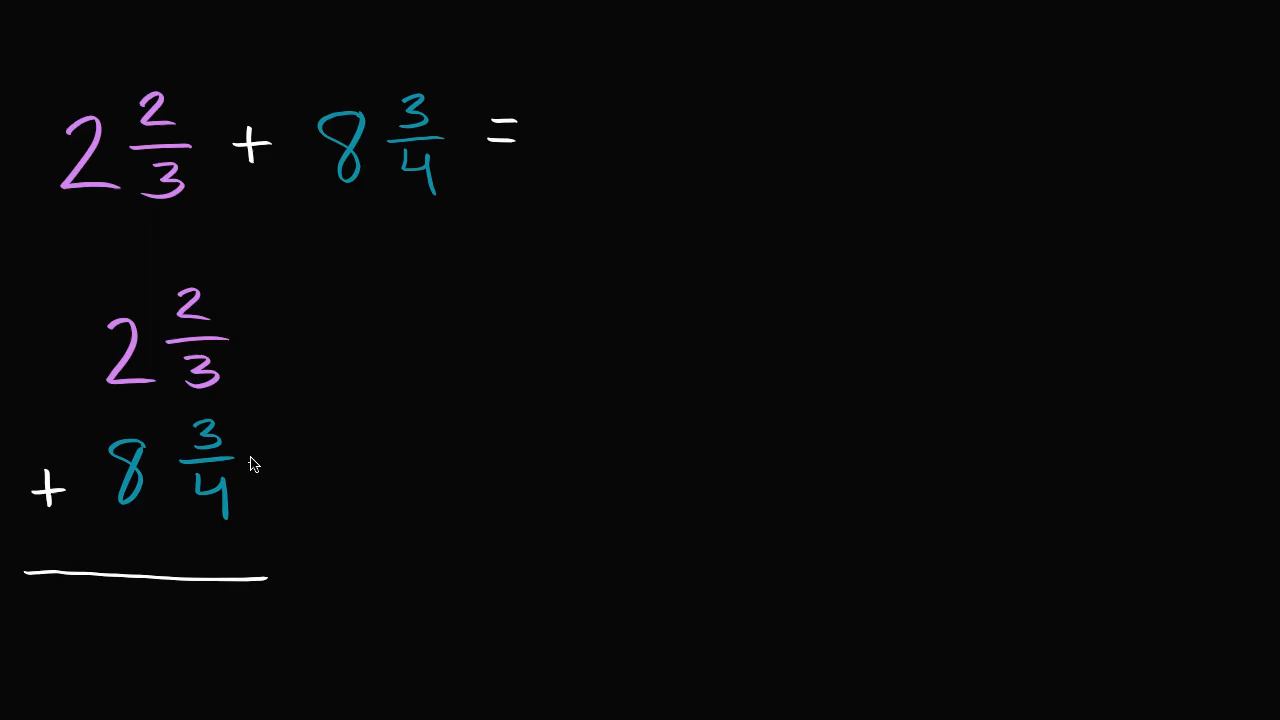 2 2/3 + 8 3/4 =
2 2/3
+ 8 3/4